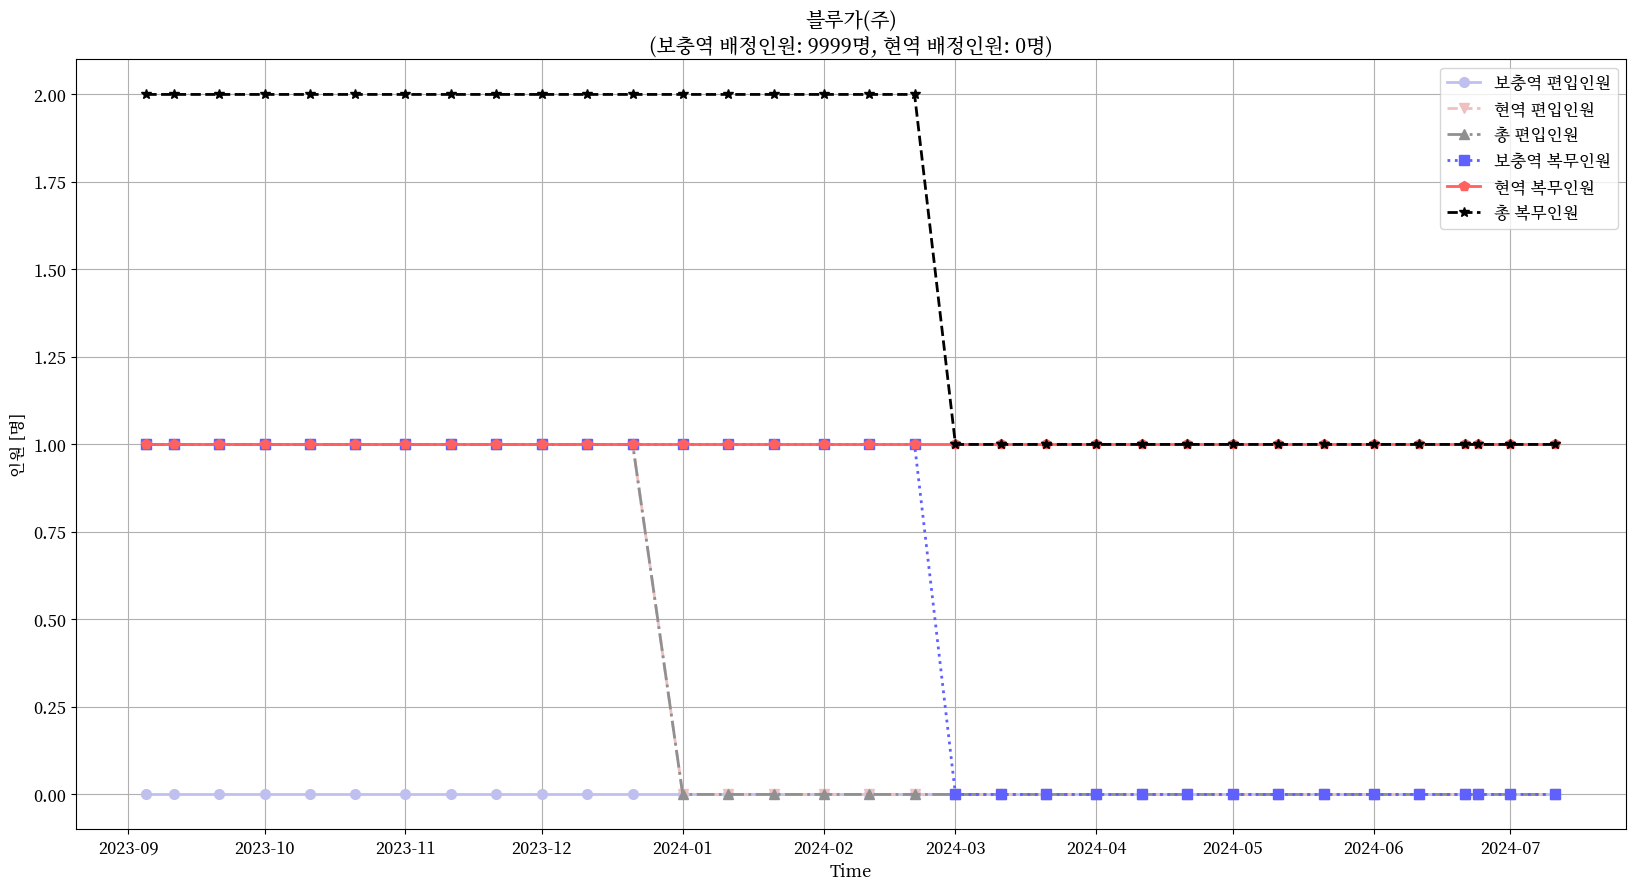 블루가(주)
(보충역 배정인원: 9999명, 현역 배정인원: 0명)
보충역 편입인원
현역 편입인원
총 편입인원
보충역 복무인원
현역 복무인원
총 복무인원
인원 [명]
2.00
1.75
1.50
1.25
1.00
0.75
0.50
0.25
0.00
2023-09
2023-10
2023-11
2023-12
2024-01
2024-02
2024-03
2024-04
2024-05
2024-06
2024-07
Time